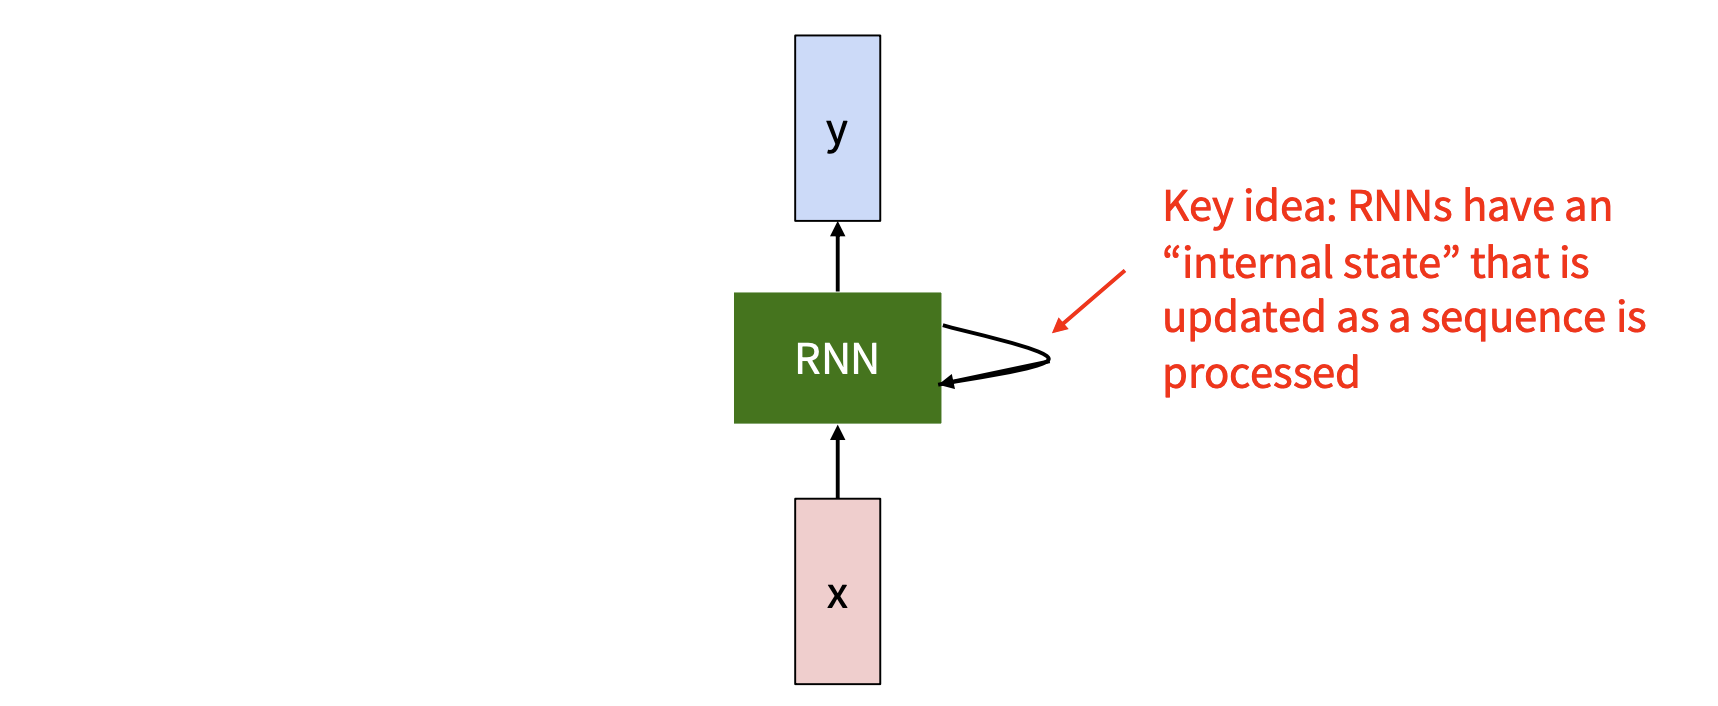 y
Key idea: RNNs have an
“internal state” that is
updated as a sequence is
processed
RNN
x